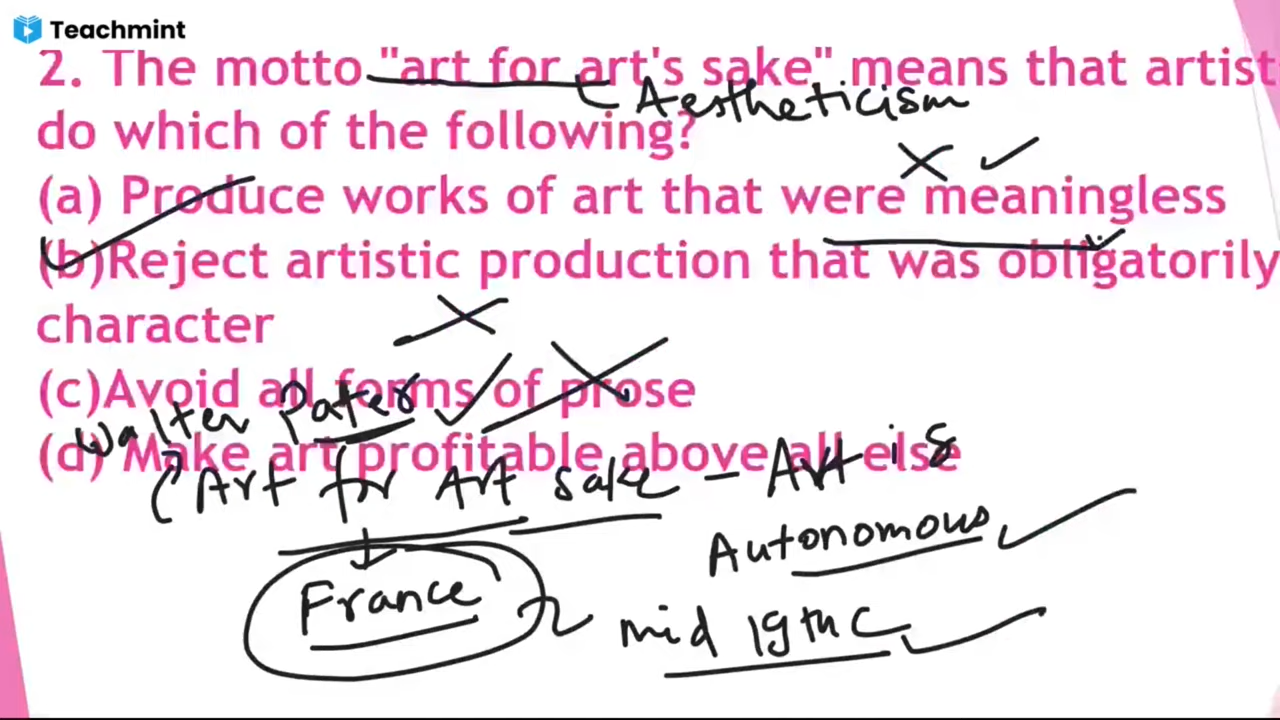 Teachmint
2. The motto "art for art's sake" means that artist
Aestheticism
do which of the following?
(a) Produce works of art that were meaningless
(b)Reject artistic production that was obligatorily
character
(c)Avoid all forms of prose
Walter Pater
(d) Make art profitable above all else
Art for Art sake – Art is
Autonomous
France
mid 19th C